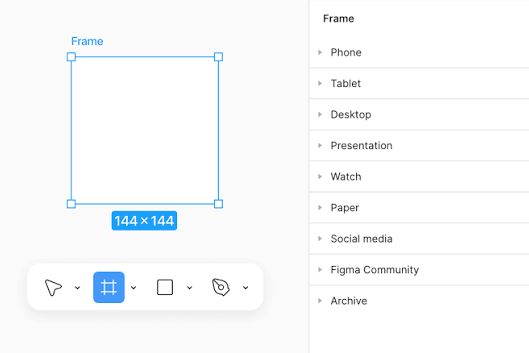 Frame
144 × 144
Frame
Phone
Tablet
Desktop
Presentation
Watch
Paper
Social media
Figma Community
Archive